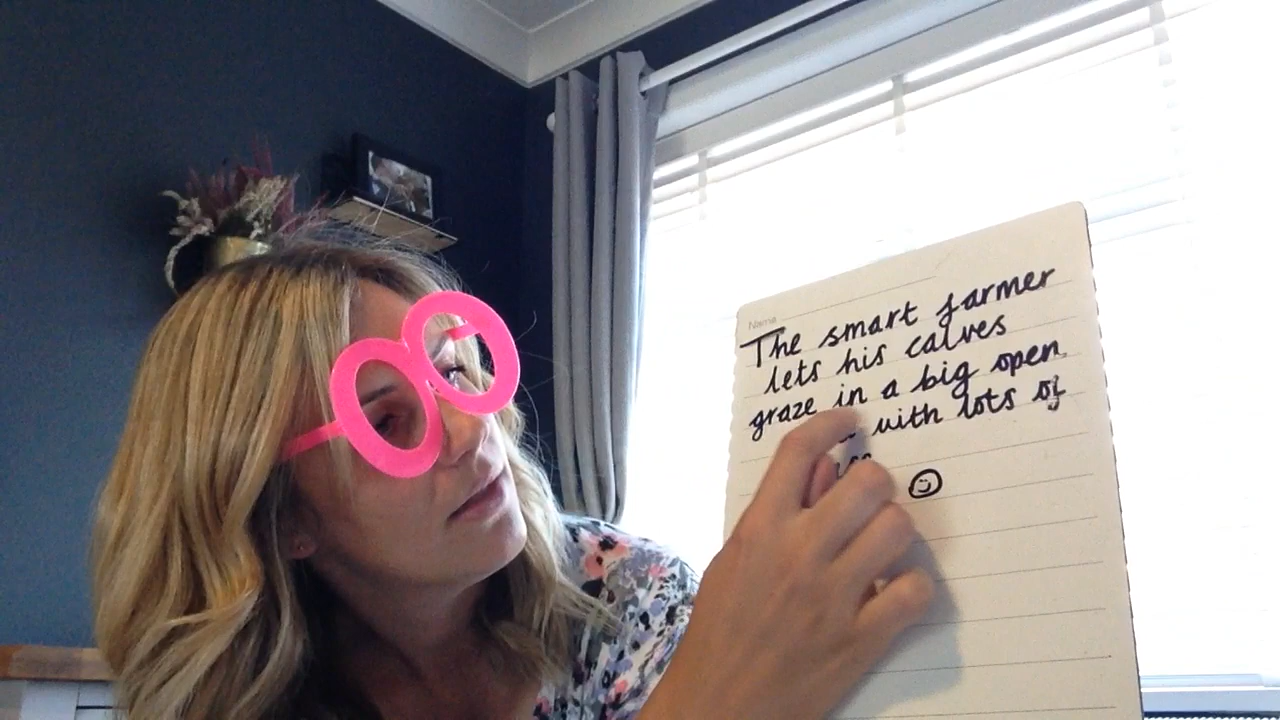 Name
The smart farmer
lets his calves
graze in a big open
with lots of